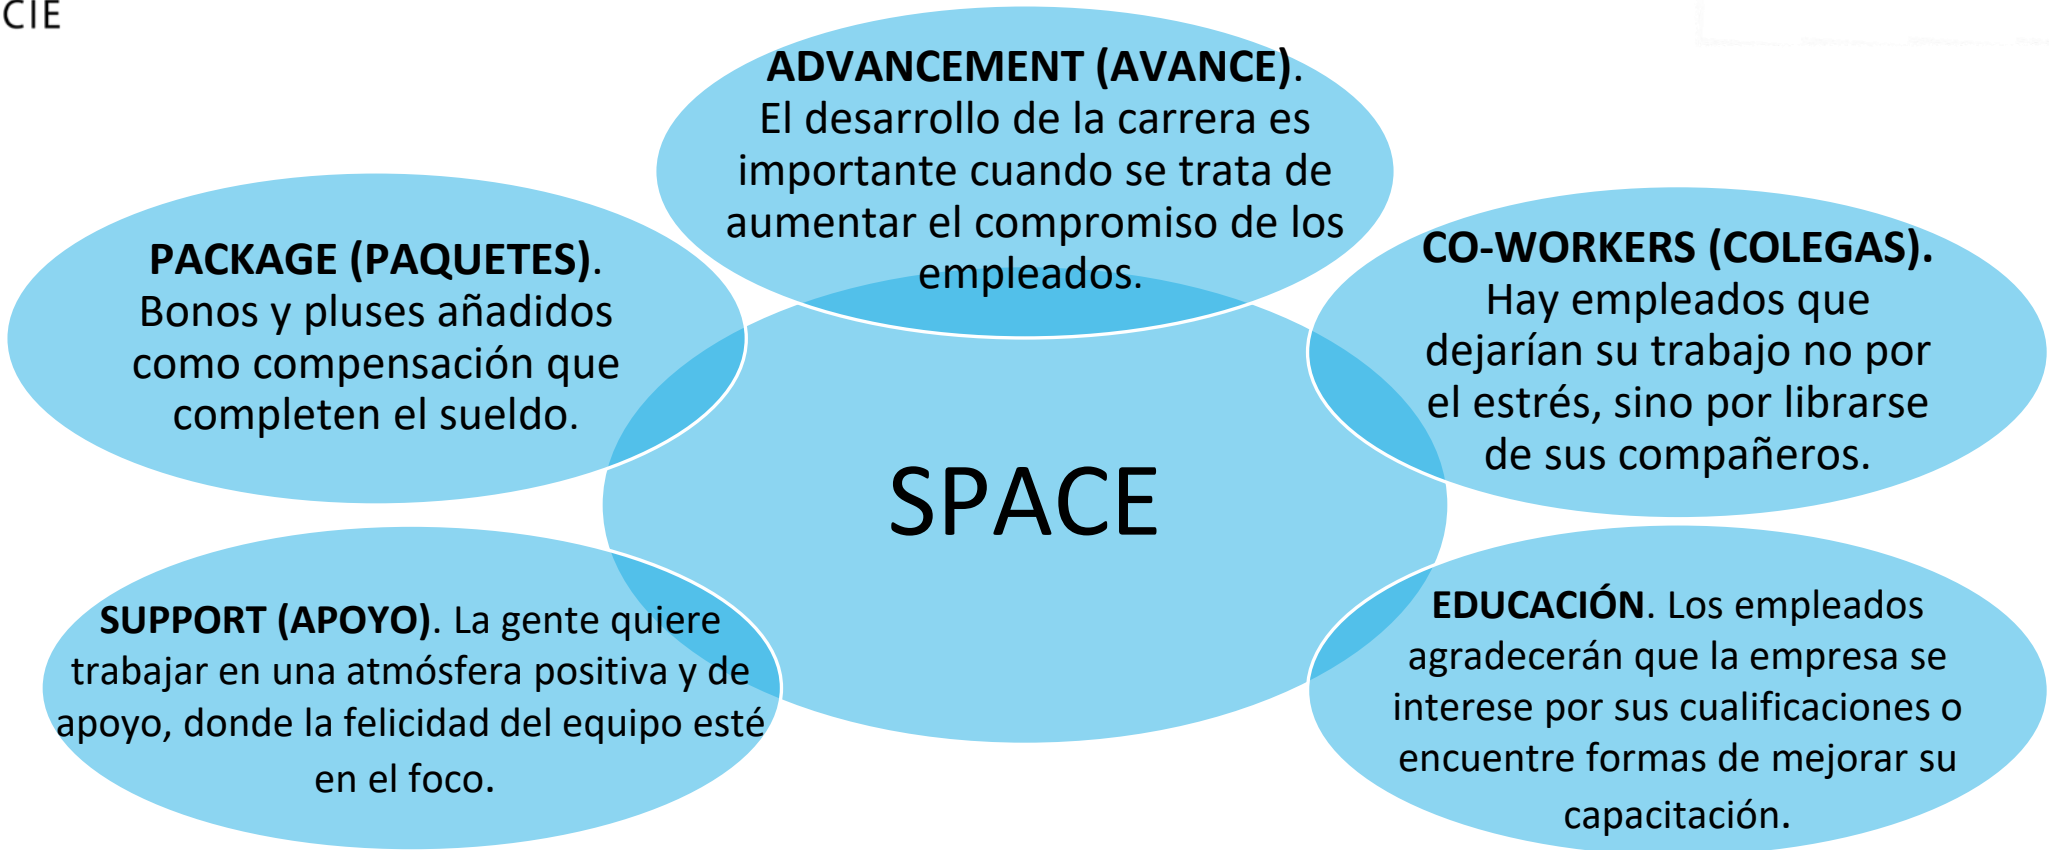 CIE
ADVANCEMENT (AVANCE).
El desarrollo de la carrera es
importante cuando se trata de
aumentar el compromiso de los
empleados.
PACKAGE (PAQUETES).
Bonos y pluses añadidos
como compensación que
completen el sueldo.
CO-WORKERS (COLEGAS).
Hay empleados que
dejarían su trabajo no por
el estrés, sino por librarse
de sus compañeros.
SPACE
SUPPORT (APOYO). La gente quiere
trabajar en una atmósfera positiva y de
apoyo, donde la felicidad del equipo esté
en el foco.
EDUCACIÓN. Los empleados
agradecerán que la empresa se
interese por sus cualificaciones o
encuentre formas de mejorar su
capacitación.